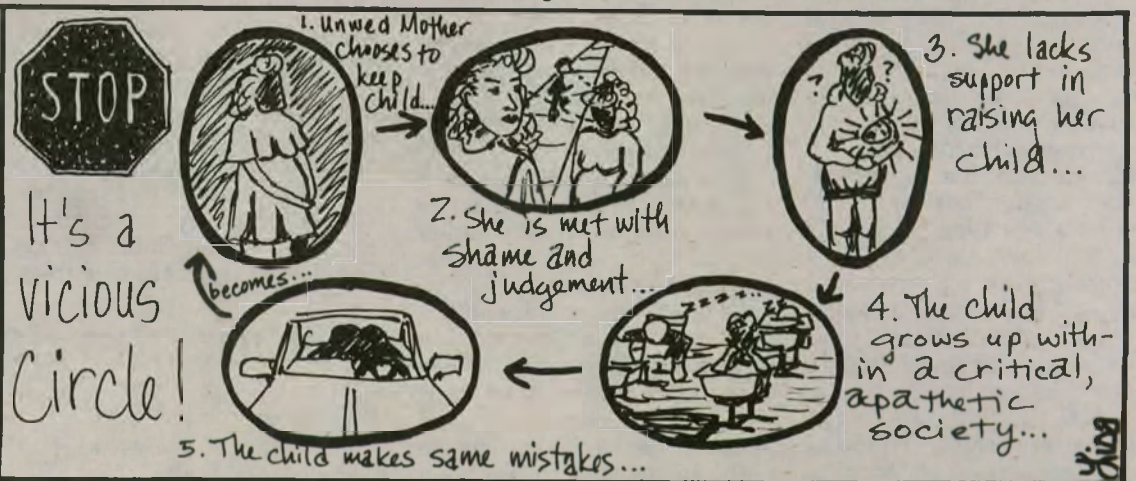 STOP
It's a
vicious
Circle!
1. Unwed Mother
chooses to
keep
child...
2. She is met with
shame and
judgement...
3. She lacks
support in
raising her
child...
4. The child
grows up with-
in a critical,
apathetic
society...
zzzz...zz
5. The child makes same mistakes...
becomes...
? ?